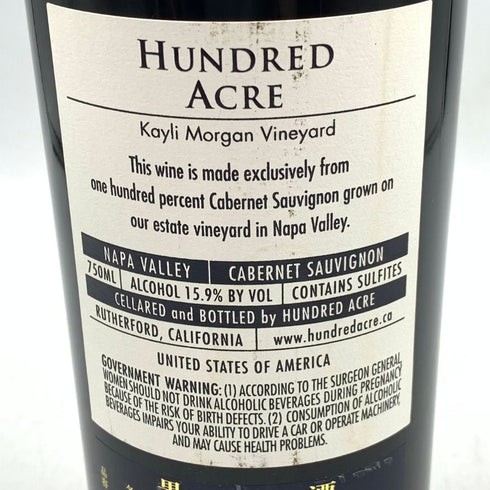 HUNDRED
ACRE
Kayli Morgan Vineyard
This wine is made exclusively from
one hundred percent Cabernet Sauvignon grown on
our estate vineyard in Napa Valley.
NAPA VALLEY | CABERNET SAUVIGNON
750ML | ALCOHOL 15.9% BY VOL | CONTAINS SULFITES
CELLARED and BOTTLED by HUNDRED ACRE
RUTHERFORD, CALIFORNIA | www.hundredacre.ca
UNITED STATES OF AMERICA
GOVERNMENT WARNING: (1) ACCORDING TO THE SURGEON GENERAL,
WOMEN SHOULD NOT DRINK ALCOHOLIC BEVERAGES DURING PREGNANCY
BECAUSE OF THE RISK OF BIRTH DEFECTS. (2) CONSUMPTION OF ALCOHOLIC
BEVERAGES IMPAIRS YOUR ABILITY TO DRIVE A CAR OR OPERATE MACHINERY,
AND MAY CAUSE HEALTH PROBLEMS.